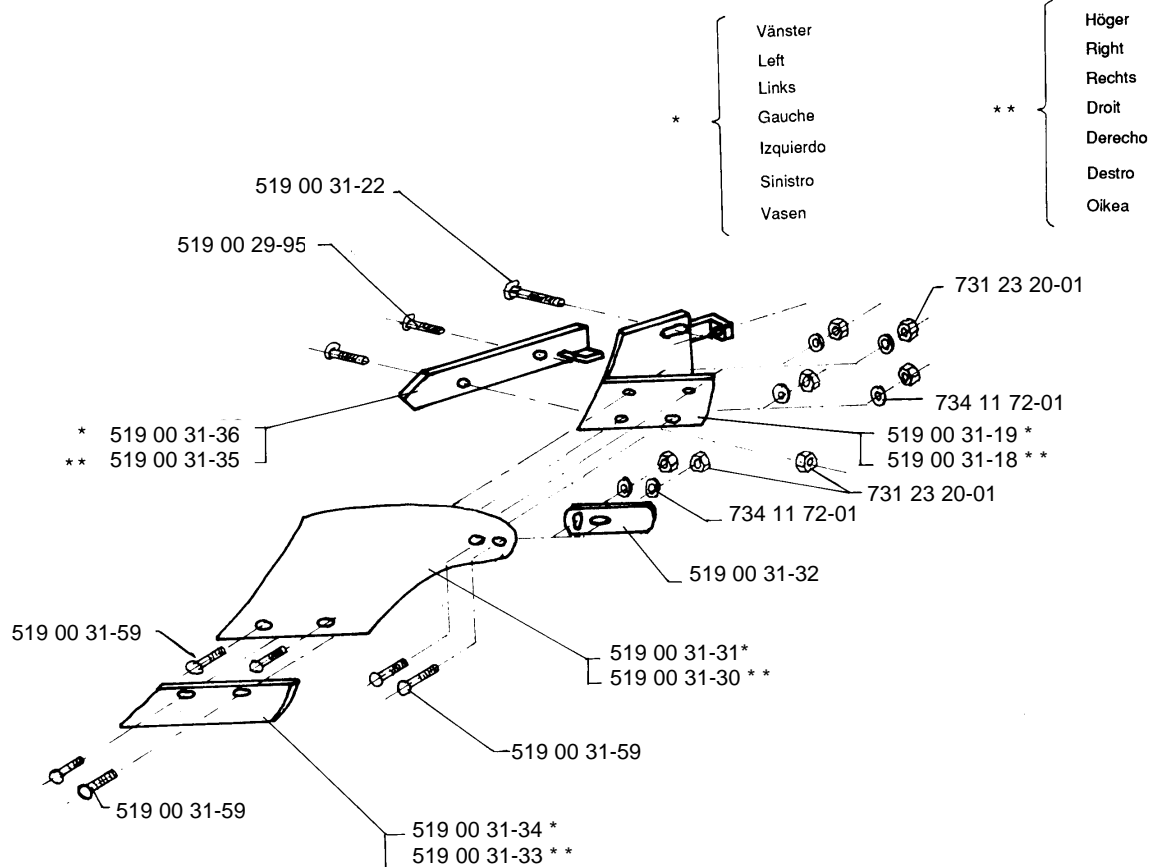 *
Vänster
Left
Links
Gauche
Izquierdo
Sinistro
Vasen
* *
Höger
Right
Rechts
Droit
Derecho
Destro
Oikea
519 00 31-22
519 00 29-95
731 23 20-01
734 11 72-01
* 519 00 31-36
** 519 00 31-35
519 00 31-19 *
519 00 31-18 * *
731 23 20-01
734 11 72-01
519 00 31-32
519 00 31-59
519 00 31-31*
519 00 31-30 * *
519 00 31-59
519 00 31-59
519 00 31-34 *
519 00 31-33 * *